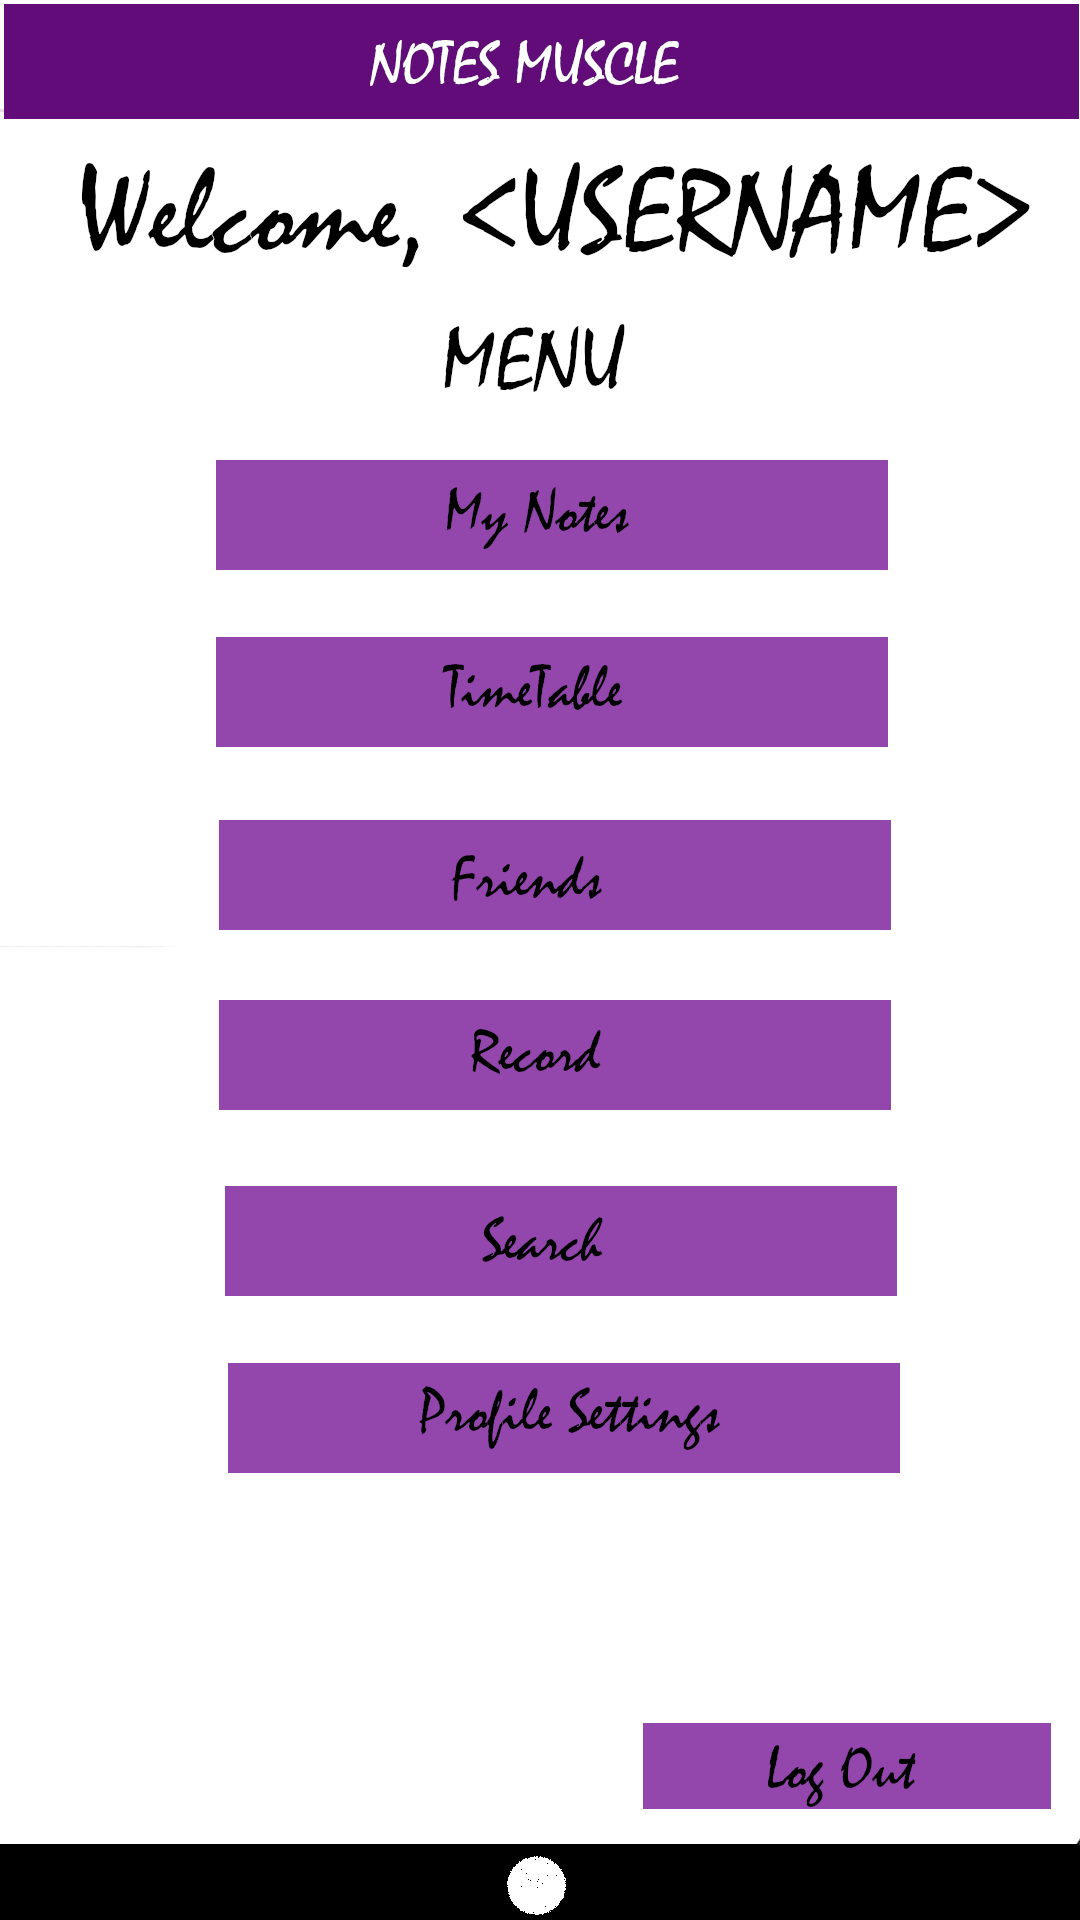 NOTES MUSCLE
Welcome, <USERNAME>
MENU
My Notes
TimeTable
Friends
Record
Search
Profile Settings
Log Out